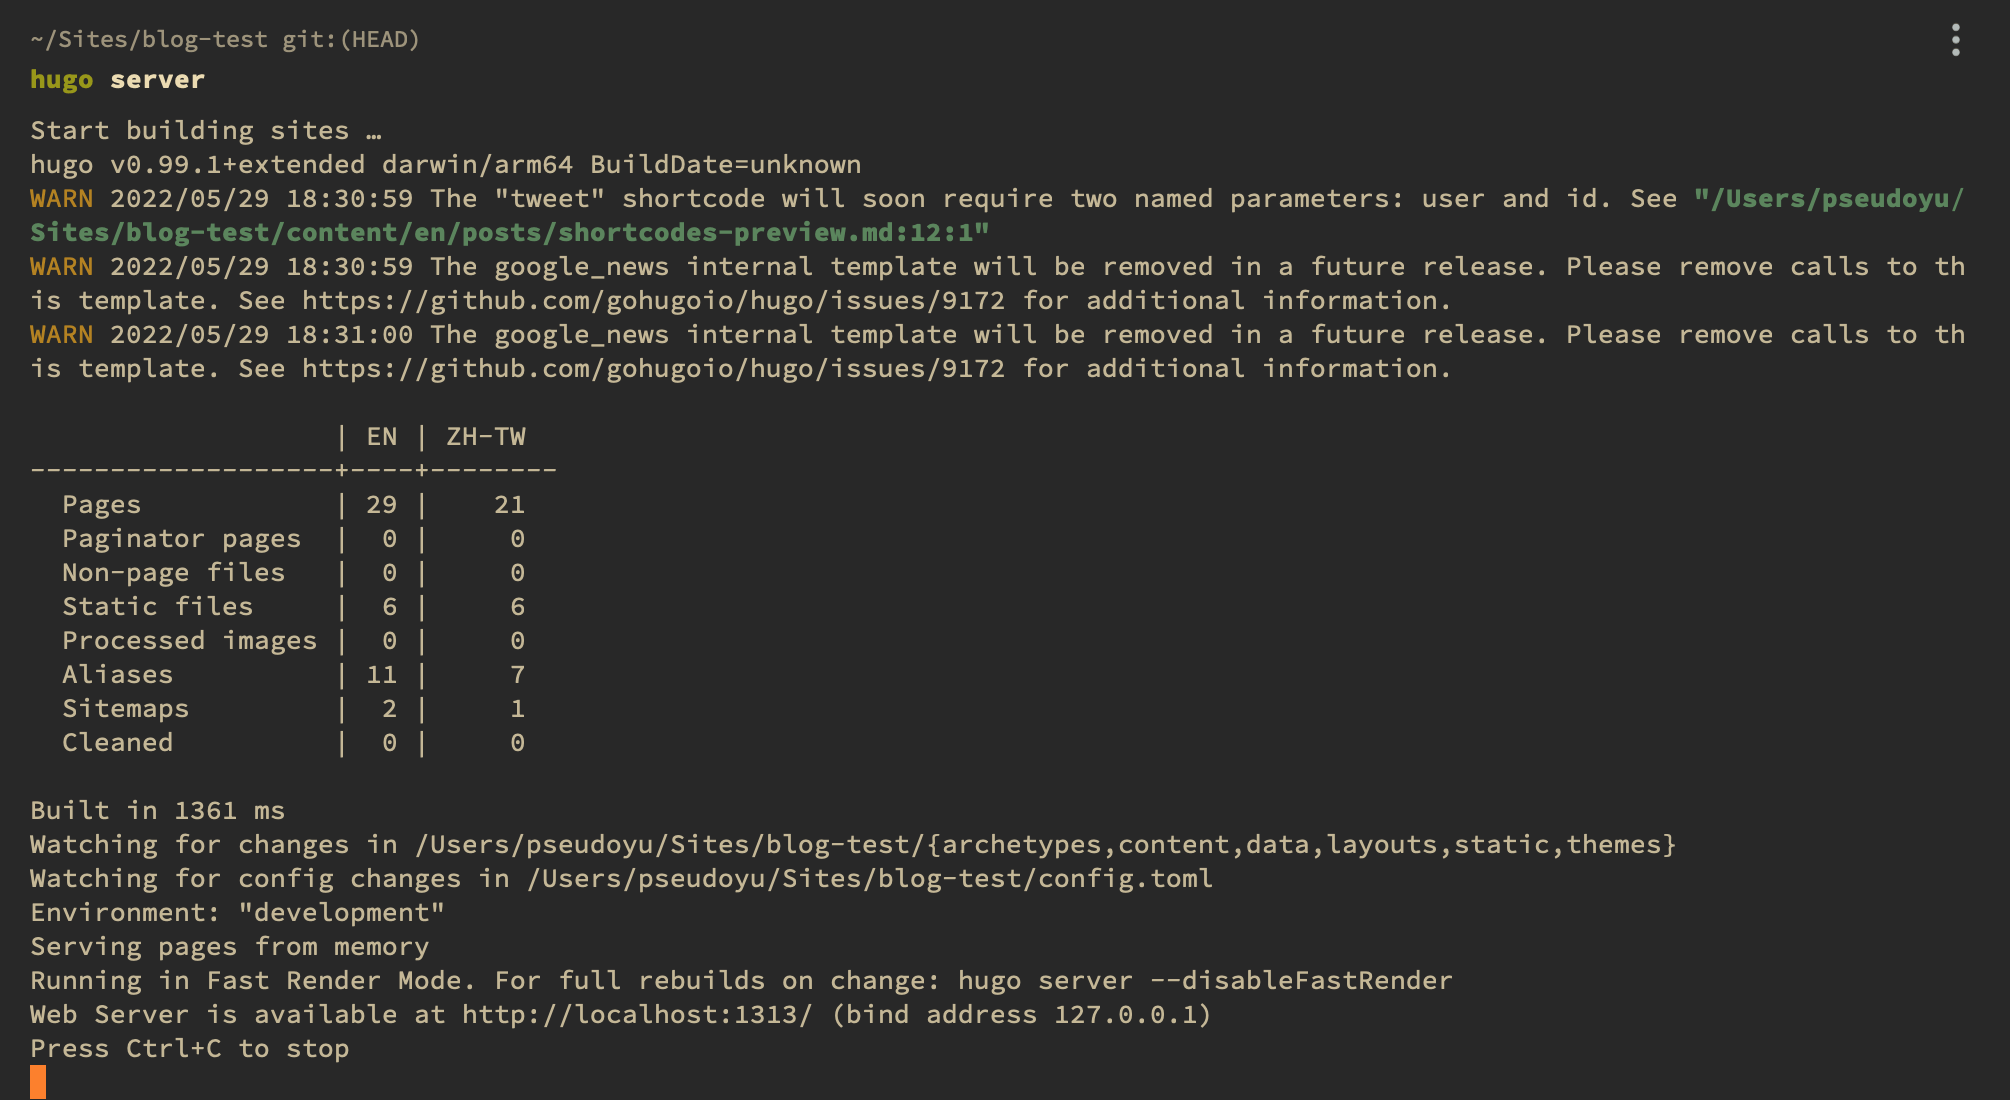 ~/Sites/blog-test git:(HEAD)
hugo server
Start building sites …
hugo v0.99.1+extended darwin/arm64 BuildDate=unknown
WARN 2022/05/29 18:30:59 The "tweet" shortcode will soon require two named parameters: user and id. See "/Users/pseudoyu/
Sites/blog-test/content/en/posts/shortcodes-preview.md:12:1"
WARN 2022/05/29 18:30:59 The google_news internal template will be removed in a future release. Please remove calls to th
is template. See https://github.com/gohugoio/hugo/issues/9172 for additional information.
WARN 2022/05/29 18:31:00 The google_news internal template will be removed in a future release. Please remove calls to th
is template. See https://github.com/gohugoio/hugo/issues/9172 for additional information.
                   | EN | ZH-TW
-------------------+----+--------
  Pages            | 29 |    21
  Paginator pages  |  0 |     0
  Non-page files   |  0 |     0
  Static files     |  6 |     6
  Processed images |  0 |     0
  Aliases          | 11 |     7
  Sitemaps         |  2 |     1
  Cleaned          |  0 |     0
Built in 1361 ms
Watching for changes in /Users/pseudoyu/Sites/blog-test/{archetypes,content,data,layouts,static,themes}
Watching for config changes in /Users/pseudoyu/Sites/blog-test/config.toml
Environment: "development"
Serving pages from memory
Running in Fast Render Mode. For full rebuilds on change: hugo server --disableFastRender
Web Server is available at http://localhost:1313/ (bind address 127.0.0.1)
Press Ctrl+C to stop